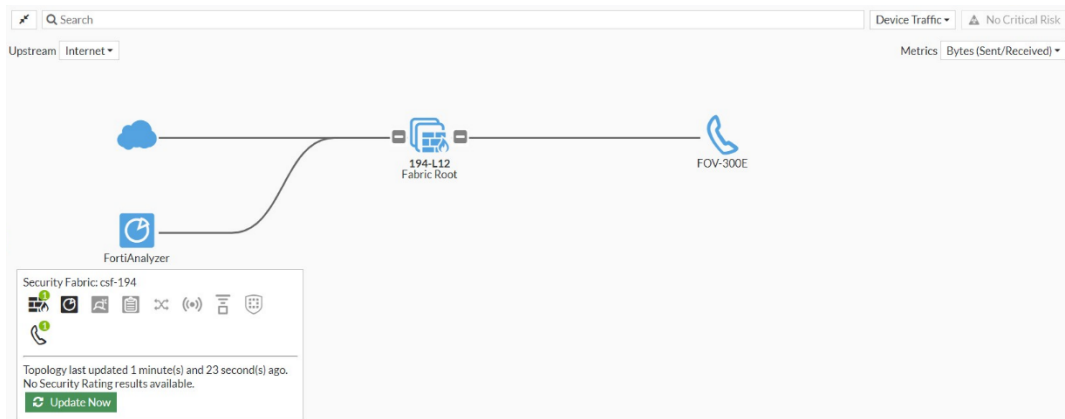 Search
Device Traffic
No Critical Risk
Upstream Internet
Metrics Bytes (Sent/Received)
194-L12
Fabric Root
FOV-300E
FortiAnalyzer
Security Fabric: csf-194
1
1
Topology last updated 1 minute(s) and 23 second(s) ago.
No Security Rating results available.
Update Now